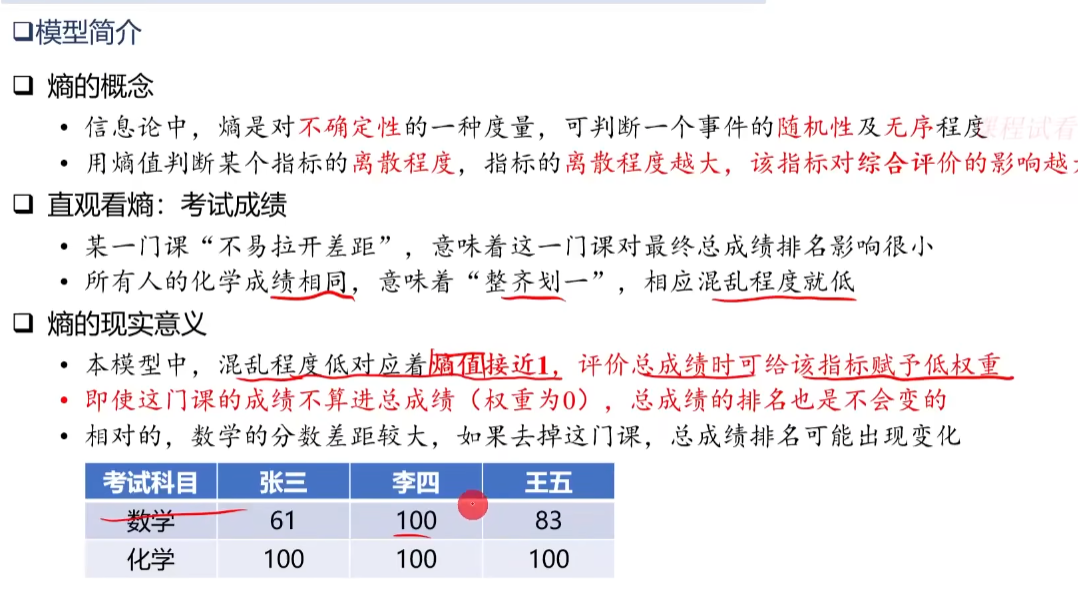 ❑模型简介
❑ 熵的概念
• 信息论中，熵是对不确定性的一种度量，可判断一个事件的随机性及无序程度
课程试看
• 用熵值判断某个指标的离散程度，指标的离散程度越大，该指标对综合评价的影响越大
❑ 直观看熵：考试成绩
• 某一门课“不易拉开差距”，意味着这一门课对最终总成绩排名影响很小
• 所有人的化学成绩相同，意味着“整齐划一”，相应混乱程度就低
❑ 熵的现实意义
• 本模型中，混乱程度低对应着熵值接近1，评价总成绩时可给该指标赋予低权重
• 即使这门课的成绩不算进总成绩（权重为0），总成绩的排名也是不会变的
• 相对的，数学的分数差距较大，如果去掉这门课，总成绩排名可能出现变化
考试科目 张三 李四 王五
数学 61 100 83
化学 100 100 100